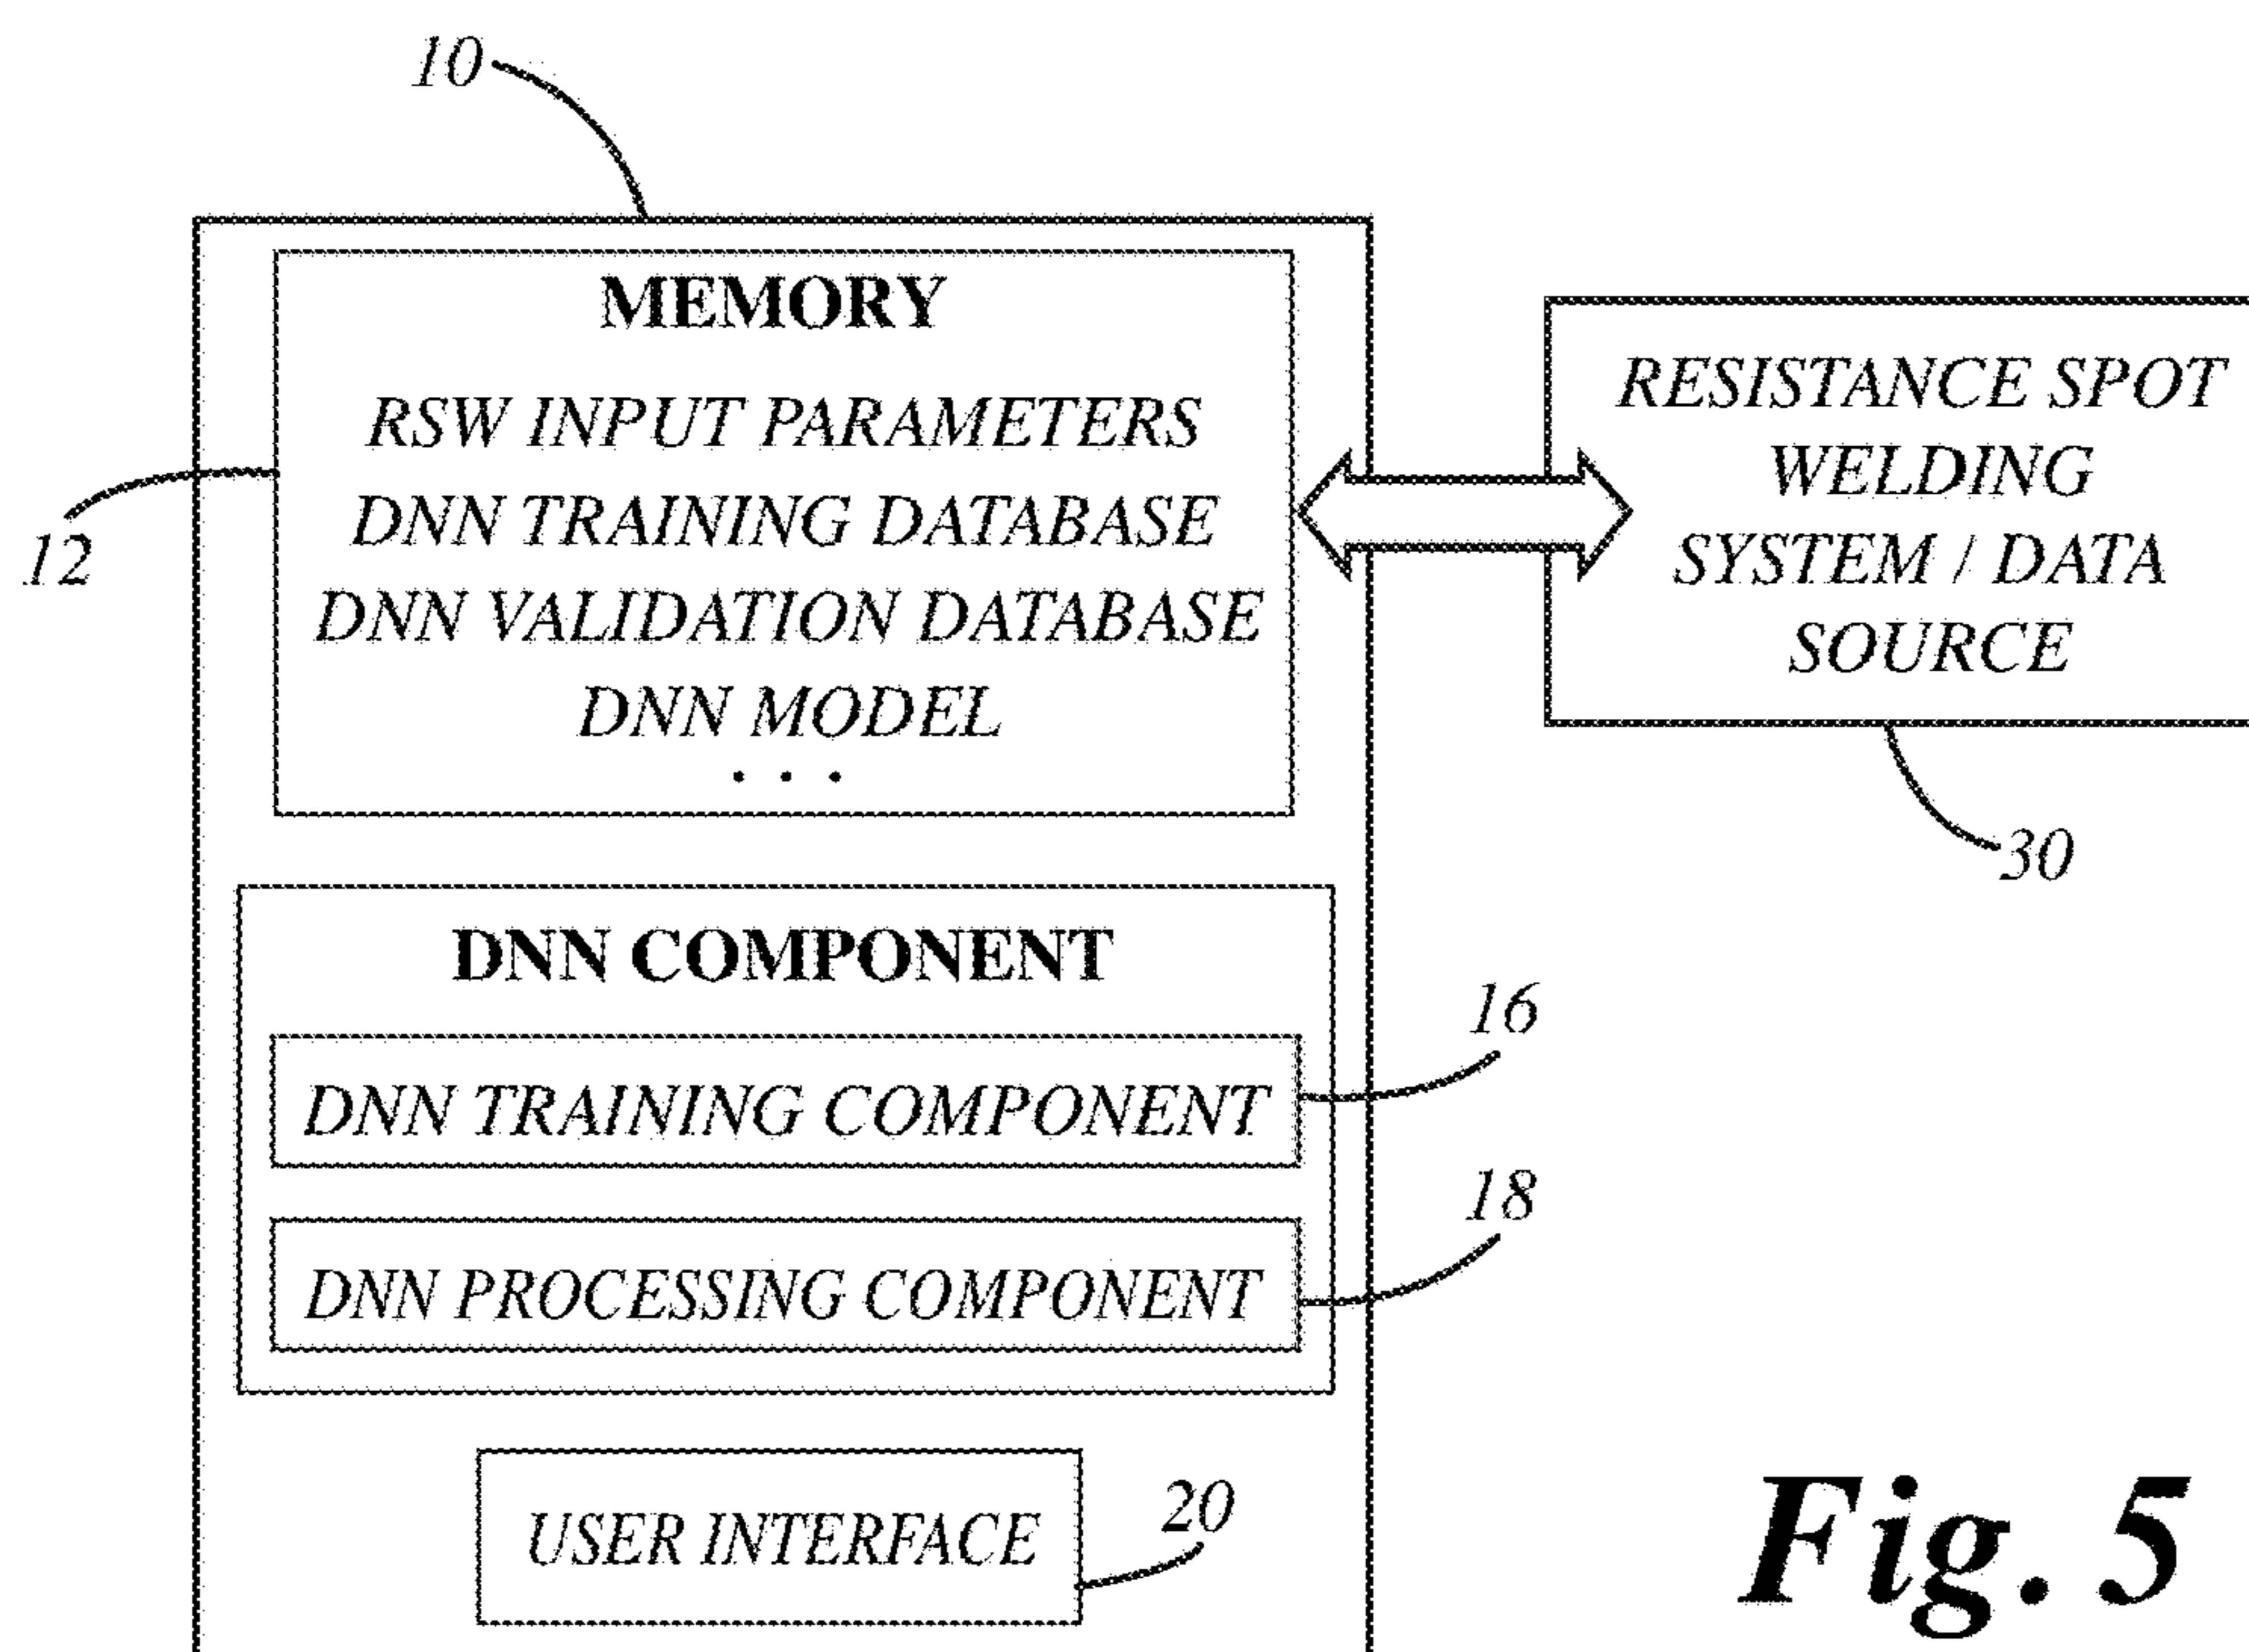 10
MEMORY
RSW INPUT PARAMETERS
DNN TRAINING DATABASE
DNN VALIDATION DATABASE
DNN MODEL
. . .
12
RESISTANCE SPOT
WELDING
SYSTEM / DATA
SOURCE
30
DNN COMPONENT
DNN TRAINING COMPONENT
16
DNN PROCESSING COMPONENT
18
USER INTERFACE
20
Fig. 5